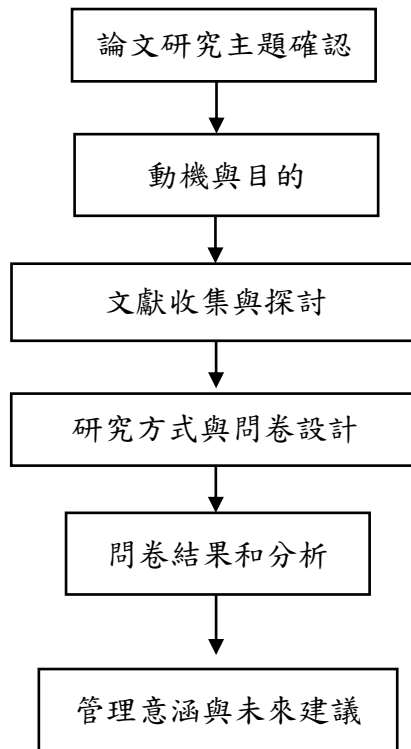 論文研究主題確認
動機與目的
文獻收集與探討
研究方式與問卷設計
問卷結果和分析
管理意涵與未來建議